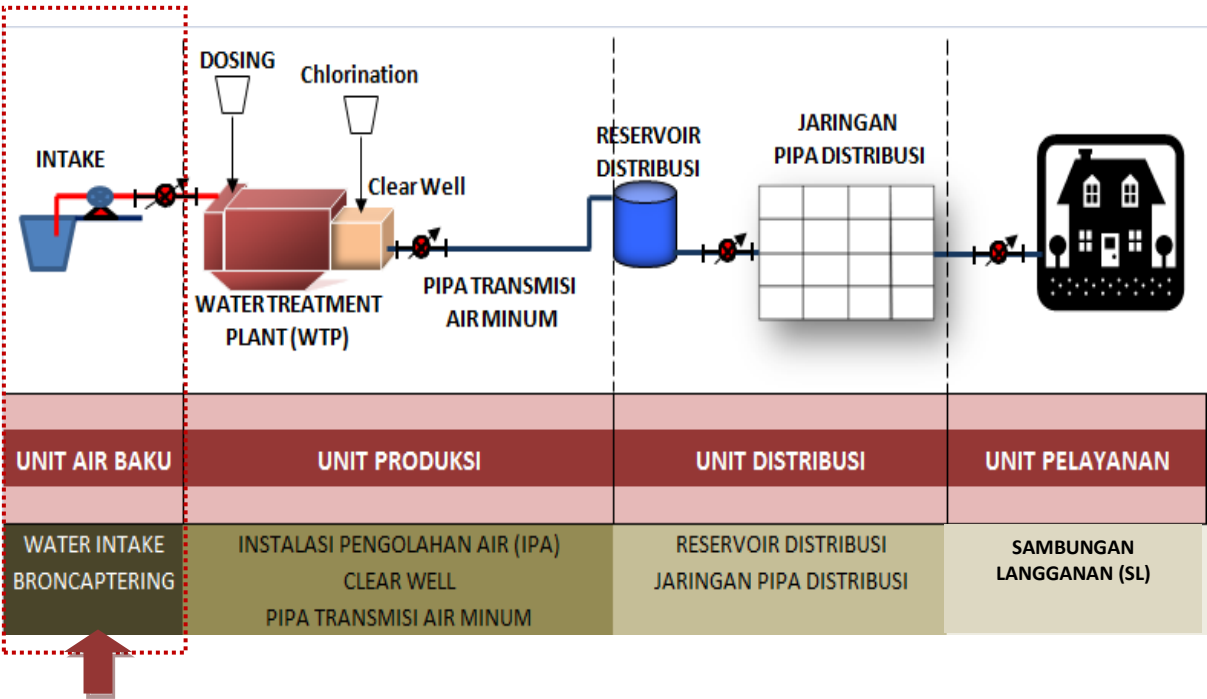 DOSING
Chlorination
INTAKE
Clear Well
WATER TREATMENT
PLANT (WTP)
PIPA TRANSMISI
AIR MINUM
RESERVOIR
DISTRIBUSI
JARINGAN
PIPA DISTRIBUSI
UNIT AIR BAKU
UNIT PRODUKSI
UNIT DISTRIBUSI
UNIT PELAYANAN
WATER INTAKE
BRONCAPTERING
INSTALASI PENGOLAHAN AIR (IPA)
CLEAR WELL
PIPA TRANSMISI AIR MINUM
RESERVOIR DISTRIBUSI
JARINGAN PIPA DISTRIBUSI
SAMBUNGAN
LANGGANAN (SL)